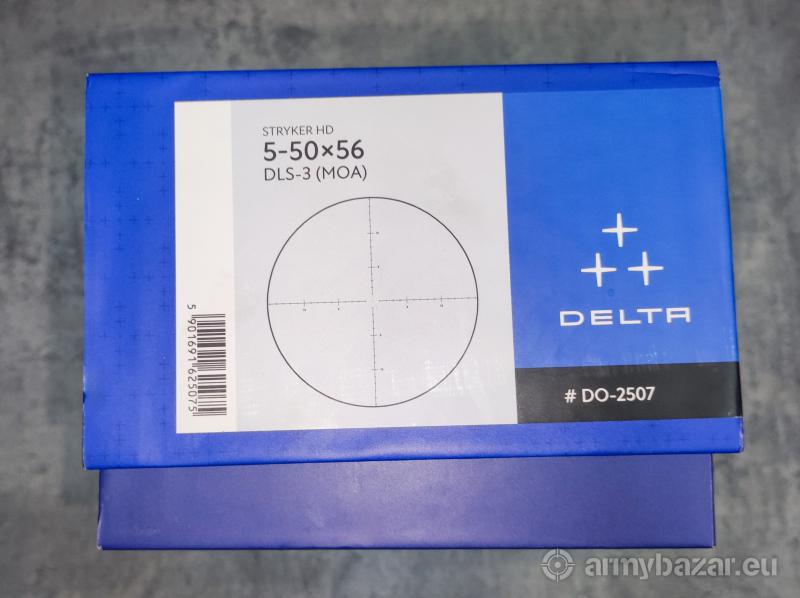 STRYKER HD
5-50×56
DLS-3 (MOA)
5 901691 625075
DELTA
# DO-2507
armybazar.eu